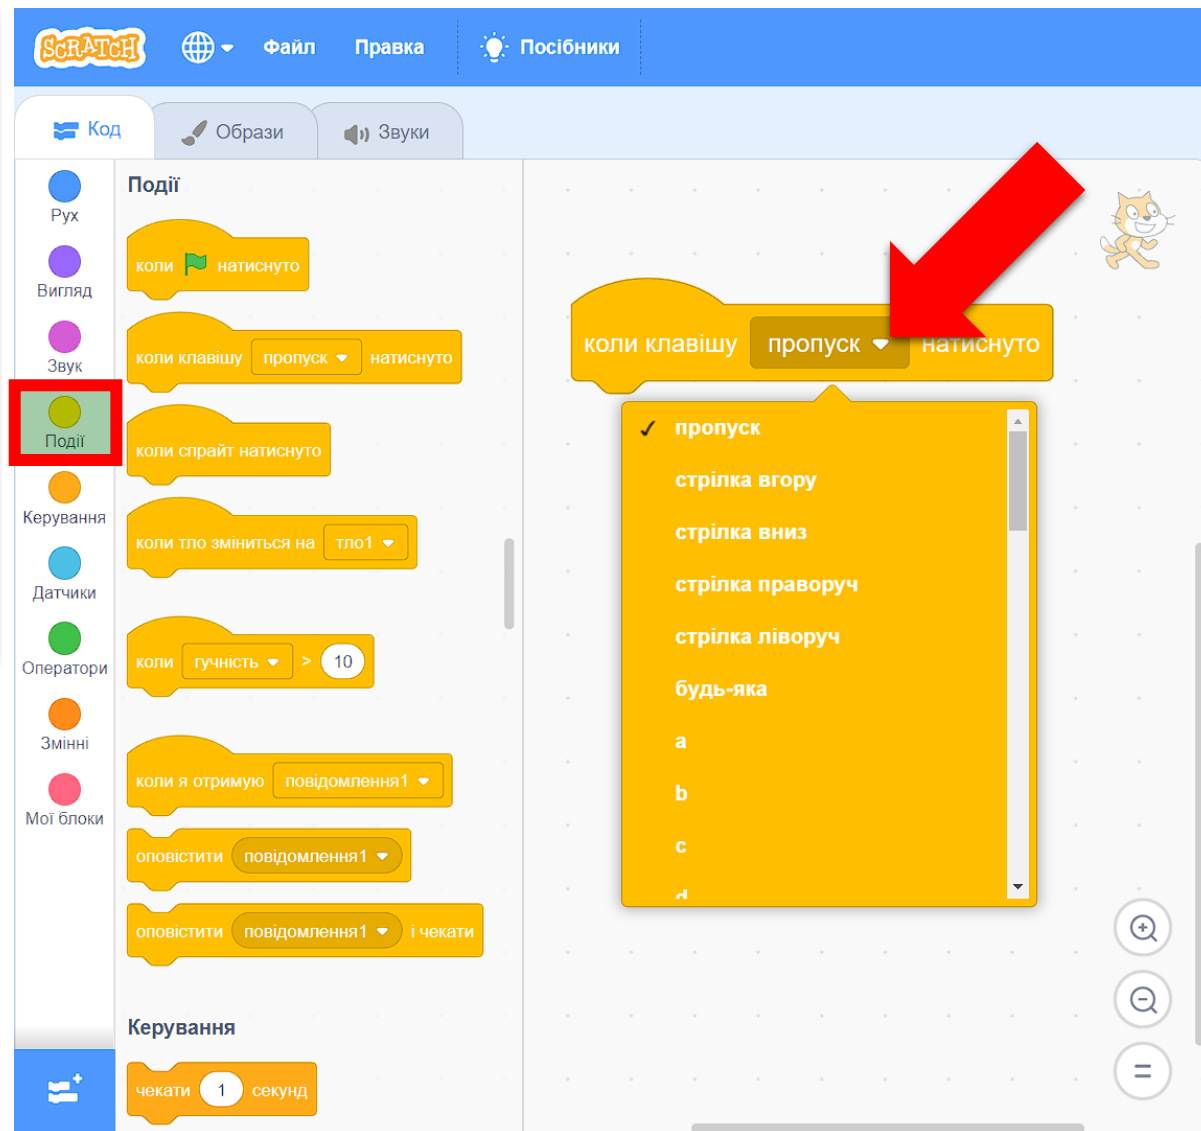 SCRATCH Файл Правка Посібники
Код Образи Звуки
Рух
Вигляд
Звук
Події
Керування
Датчики
Оператори
Змінні
Мої блоки
Події
коли натиснуто
коли клавішу пропуск натиснуто
коли спрайт натиснуто
коли тло зміниться на тло1
коли гучність > 10
коли я отримую повідомлення1
оповістити повідомлення1
оповістити повідомлення1 і чекати
Керування
чекати 1 секунд
коли клавішу пропуск натиснуто
✓ пропуск
стрілка вгору
стрілка вниз
стрілка праворуч
стрілка ліворуч
будь-яка
a
b
c
d